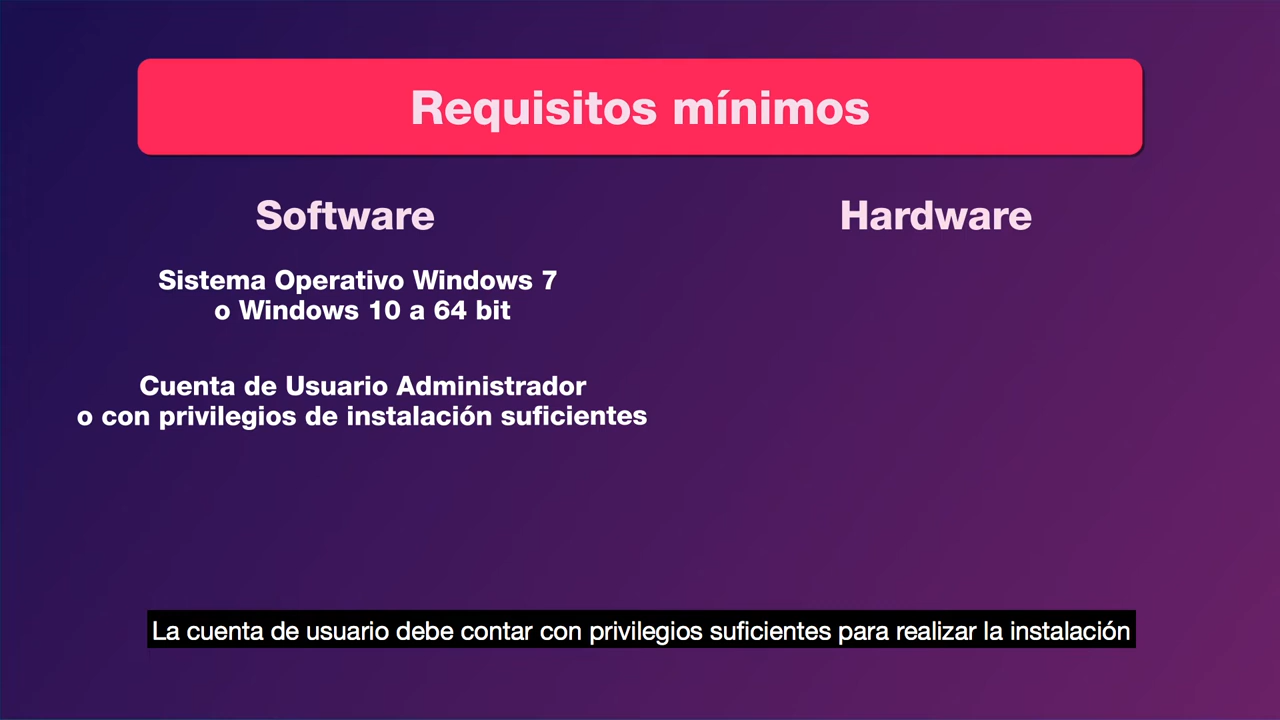 Requisitos mínimos
Software
Sistema Operativo Windows 7
o Windows 10 a 64 bit
Cuenta de Usuario Administrador
o con privilegios de instalación suficientes
Hardware
La cuenta de usuario debe contar con privilegios suficientes para realizar la instalación